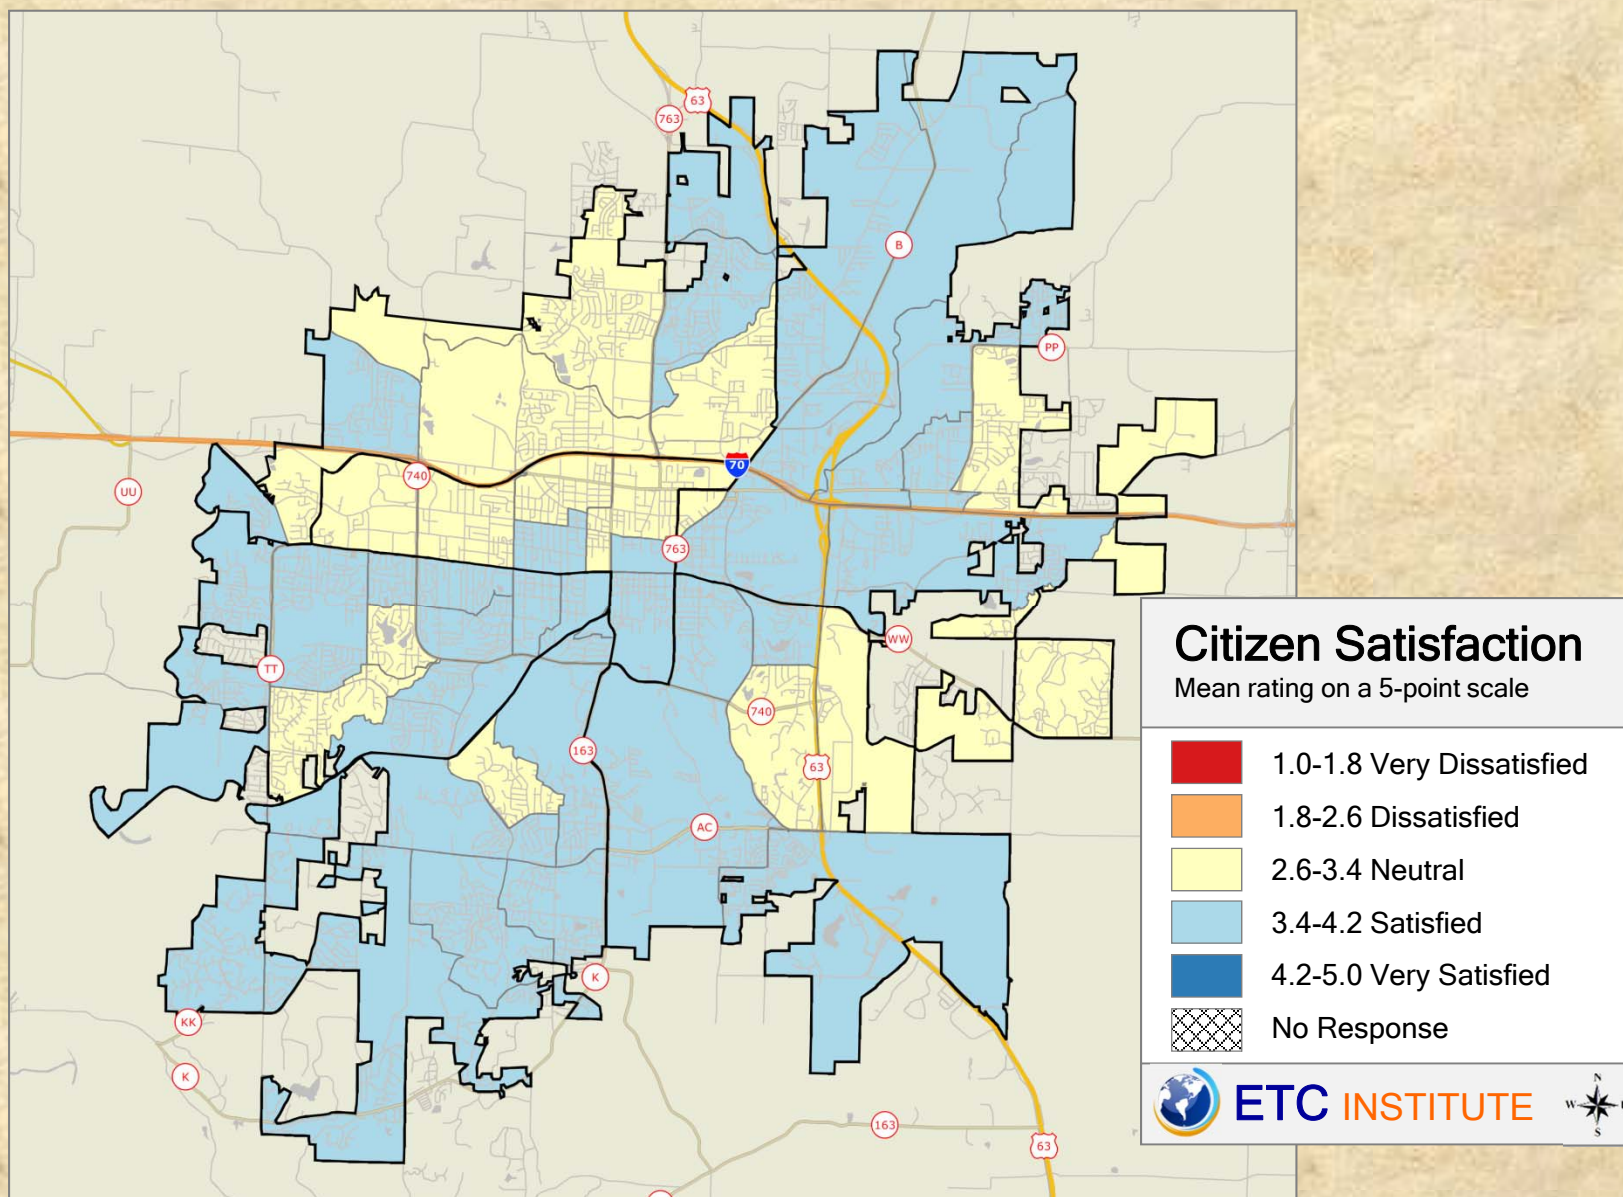 63
763
B
PP
70
740
UU
763
WW
TT
740
163
63
AC
K
KK
K
163
63
Citizen Satisfaction
Mean rating on a 5-point scale
1.0-1.8 Very Dissatisfied
1.8-2.6 Dissatisfied
2.6-3.4 Neutral
3.4-4.2 Satisfied
4.2-5.0 Very Satisfied
No Response
ETC INSTITUTE
N
W
S